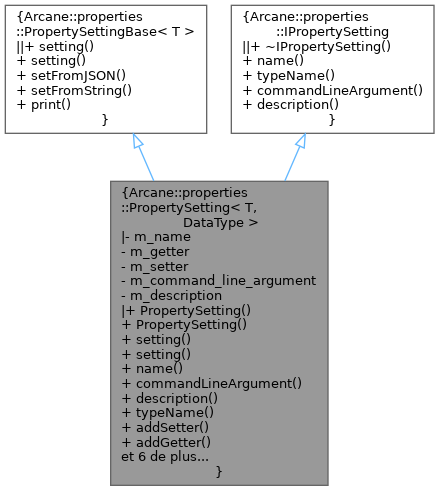 {Arcane::properties
::PropertySettingBase< T >
||+ setting()
+ setting()
+ setFromJSON()
+ setFromString()
+ print()
}
{Arcane::properties
::IPropertySetting
||+ ~IPropertySetting()
+ name()
+ typeName()
+ commandLineArgument()
+ description()
}
{Arcane::properties
::PropertySetting< T,
DataType >
|- m_name
- m_getter
- m_setter
- m_command_line_argument
- m_description
|+ PropertySetting()
+ PropertySetting()
+ setting()
+ setting()
+ name()
+ commandLineArgument()
+ description()
+ typeName()
+ addSetter()
+ addGetter()
et 6 de plus...
}